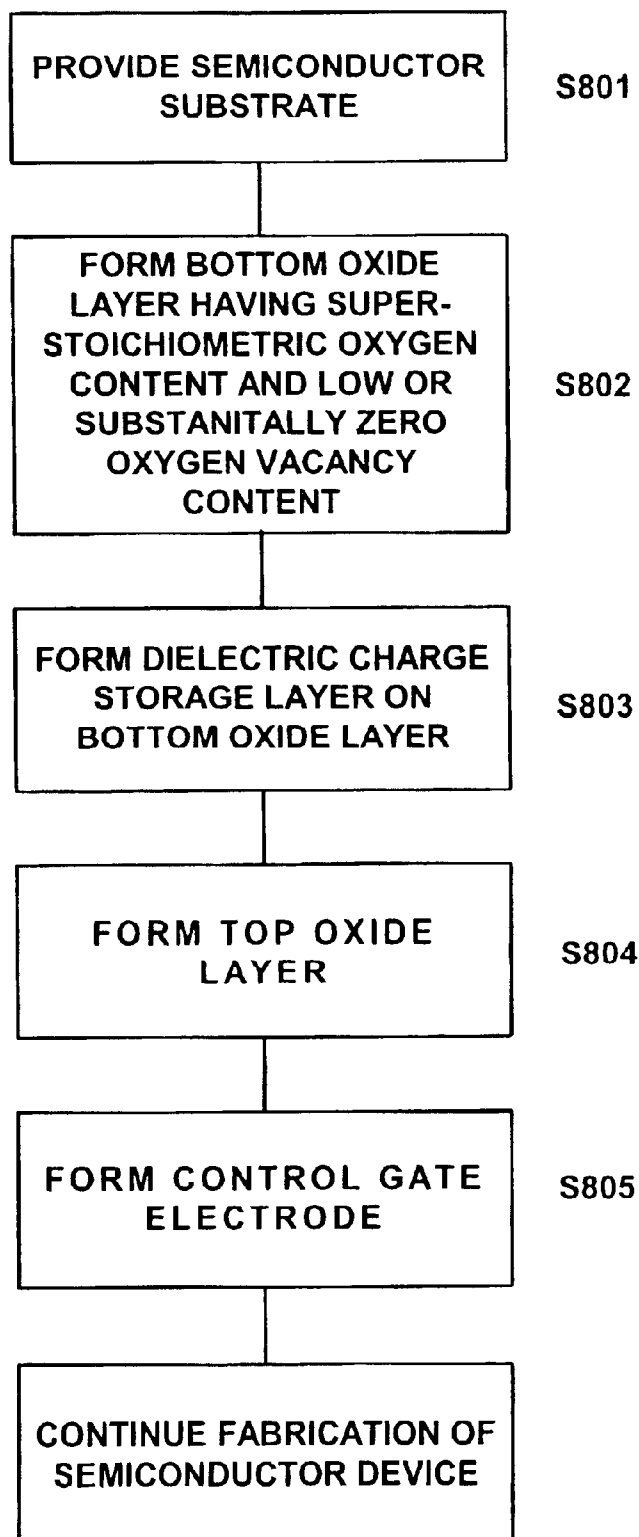 PROVIDE SEMICONDUCTOR
SUBSTRATE
S801
FORM BOTTOM OXIDE
LAYER HAVING SUPER-
STOICHIOMETRIC OXYGEN
CONTENT AND LOW OR
SUBSTANITALLY ZERO
OXYGEN VACANCY
CONTENT
S802
FORM DIELECTRIC CHARGE
STORAGE LAYER ON
BOTTOM OXIDE LAYER
S803
FORM TOP OXIDE
LAYER
S804
FORM CONTROL GATE
ELECTRODE
S805
CONTINUE FABRICATION OF
SEMICONDUCTOR DEVICE